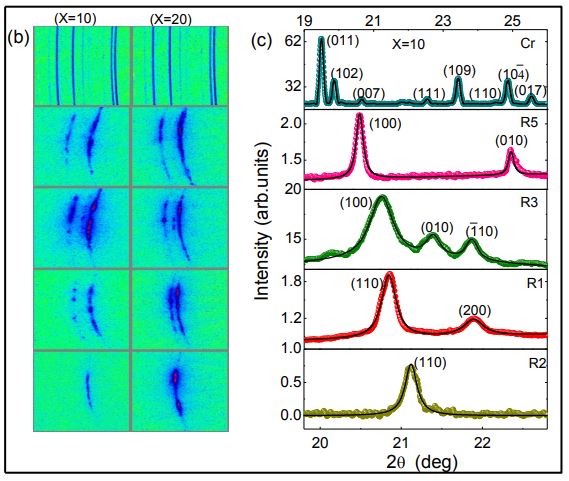 (b)
(X=10)
(X=20)
(c)
19 21 23 25
62
32
(011)
X=10
Cr
(102)
(007)
(111)
(109)
(110)
(104̅)
(017)
2.0
1.5
(100)
(010)
R5
20
15
(100)
(010)
(1̅10)
R3
1.8
1.2
1.0
(110)
(200)
R1
0.5
0.0
(110)
R2
20 21 22
2θ (deg)
Intensity (arb.units)